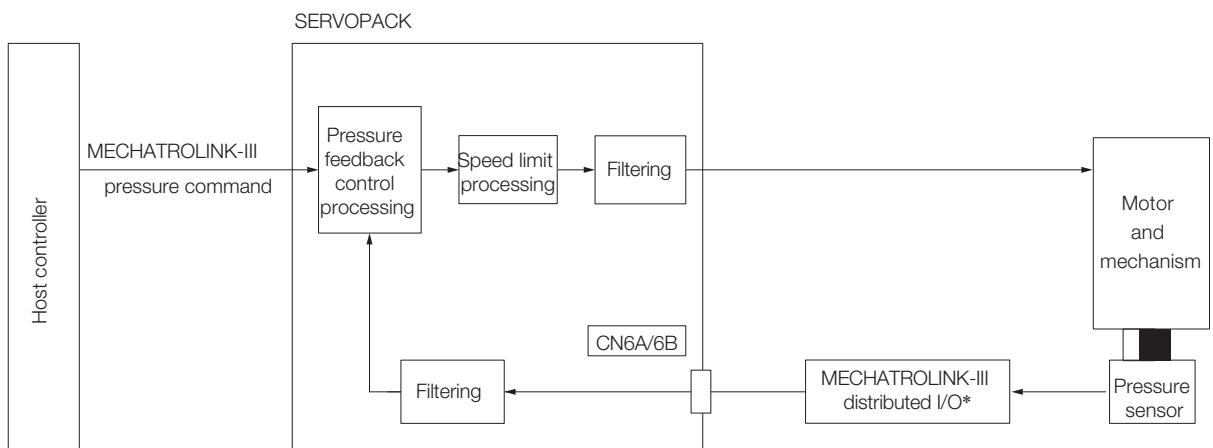 SERVOPACK
Host controller
MECHATROLINK-III
pressure command
Pressure
feedback
control
processing
Speed limit
processing
Filtering
Motor
and
mechanism
CN6A/6B
Filtering
MECHATROLINK-III
distributed I/O*
Pressure
sensor